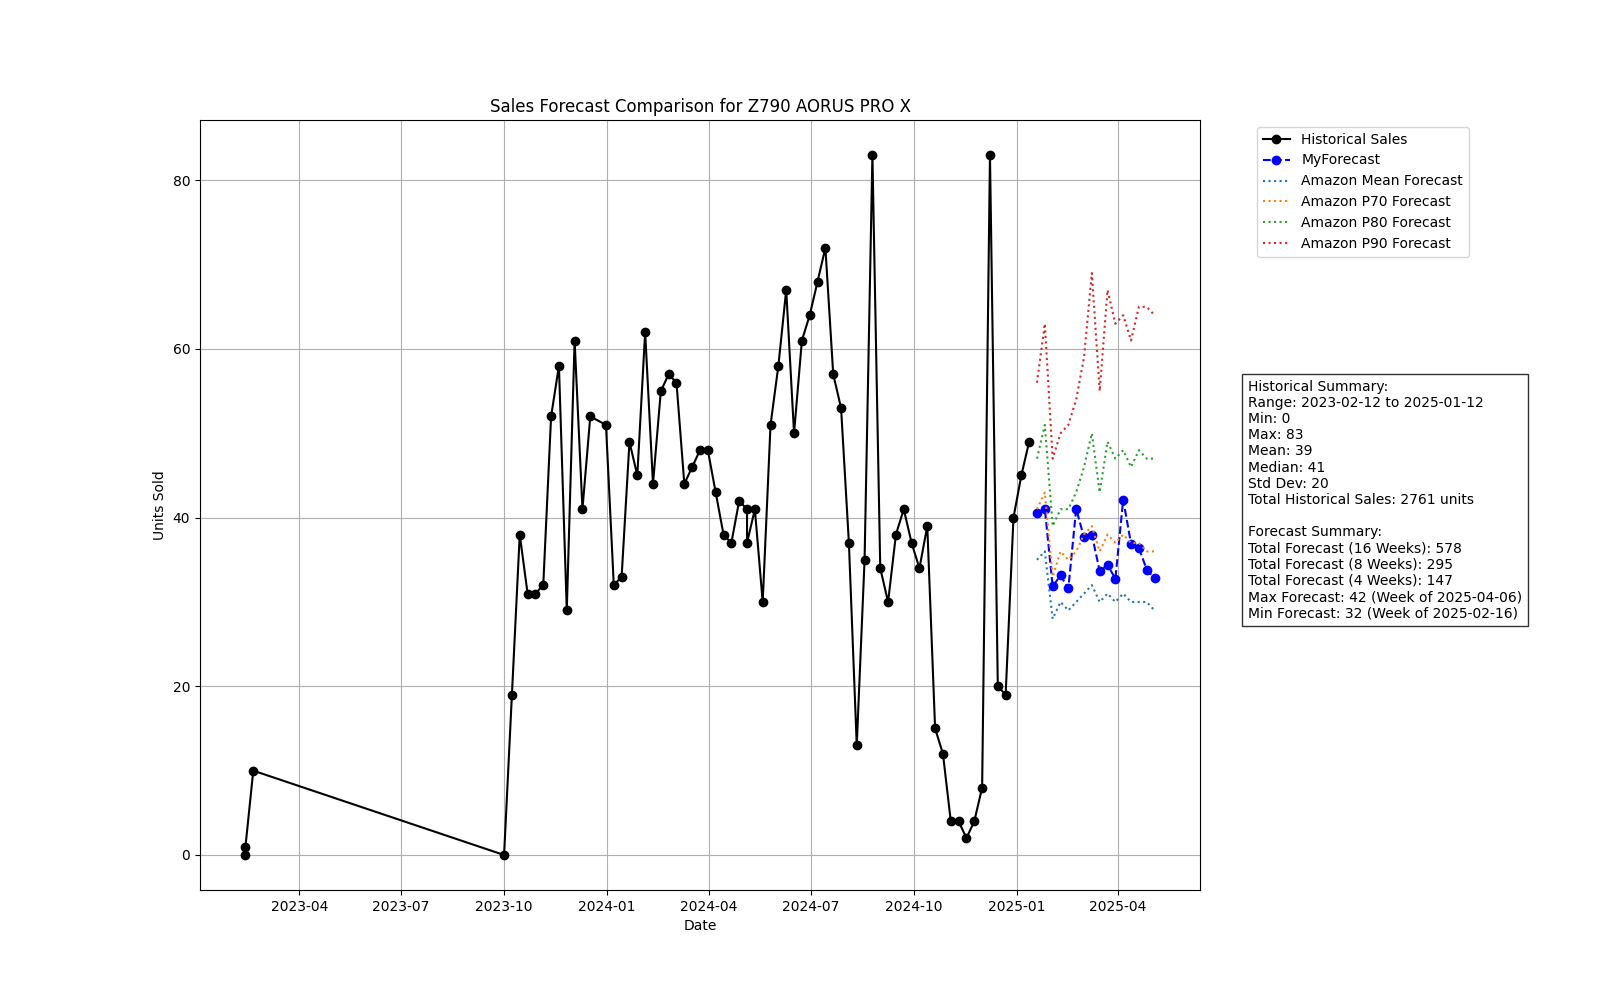 Sales Forecast Comparison for Z790 AORUS PRO X
Units Sold
80
60
40
20
0
2023-04
2023-07
2023-10
2024-01
2024-04
2024-07
2024-10
2025-01
2025-04
Date
Historical Sales
MyForecast
Amazon Mean Forecast
Amazon P70 Forecast
Amazon P80 Forecast
Amazon P90 Forecast
Historical Summary:
Range: 2023-02-12 to 2025-01-12
Min: 0
Max: 83
Mean: 39
Median: 41
Std Dev: 20
Total Historical Sales: 2761 units
Forecast Summary:
Total Forecast (16 Weeks): 578
Total Forecast (8 Weeks): 295
Total Forecast (4 Weeks): 147
Max Forecast: 42 (Week of 2025-04-06)
Min Forecast: 32 (Week of 2025-02-16)